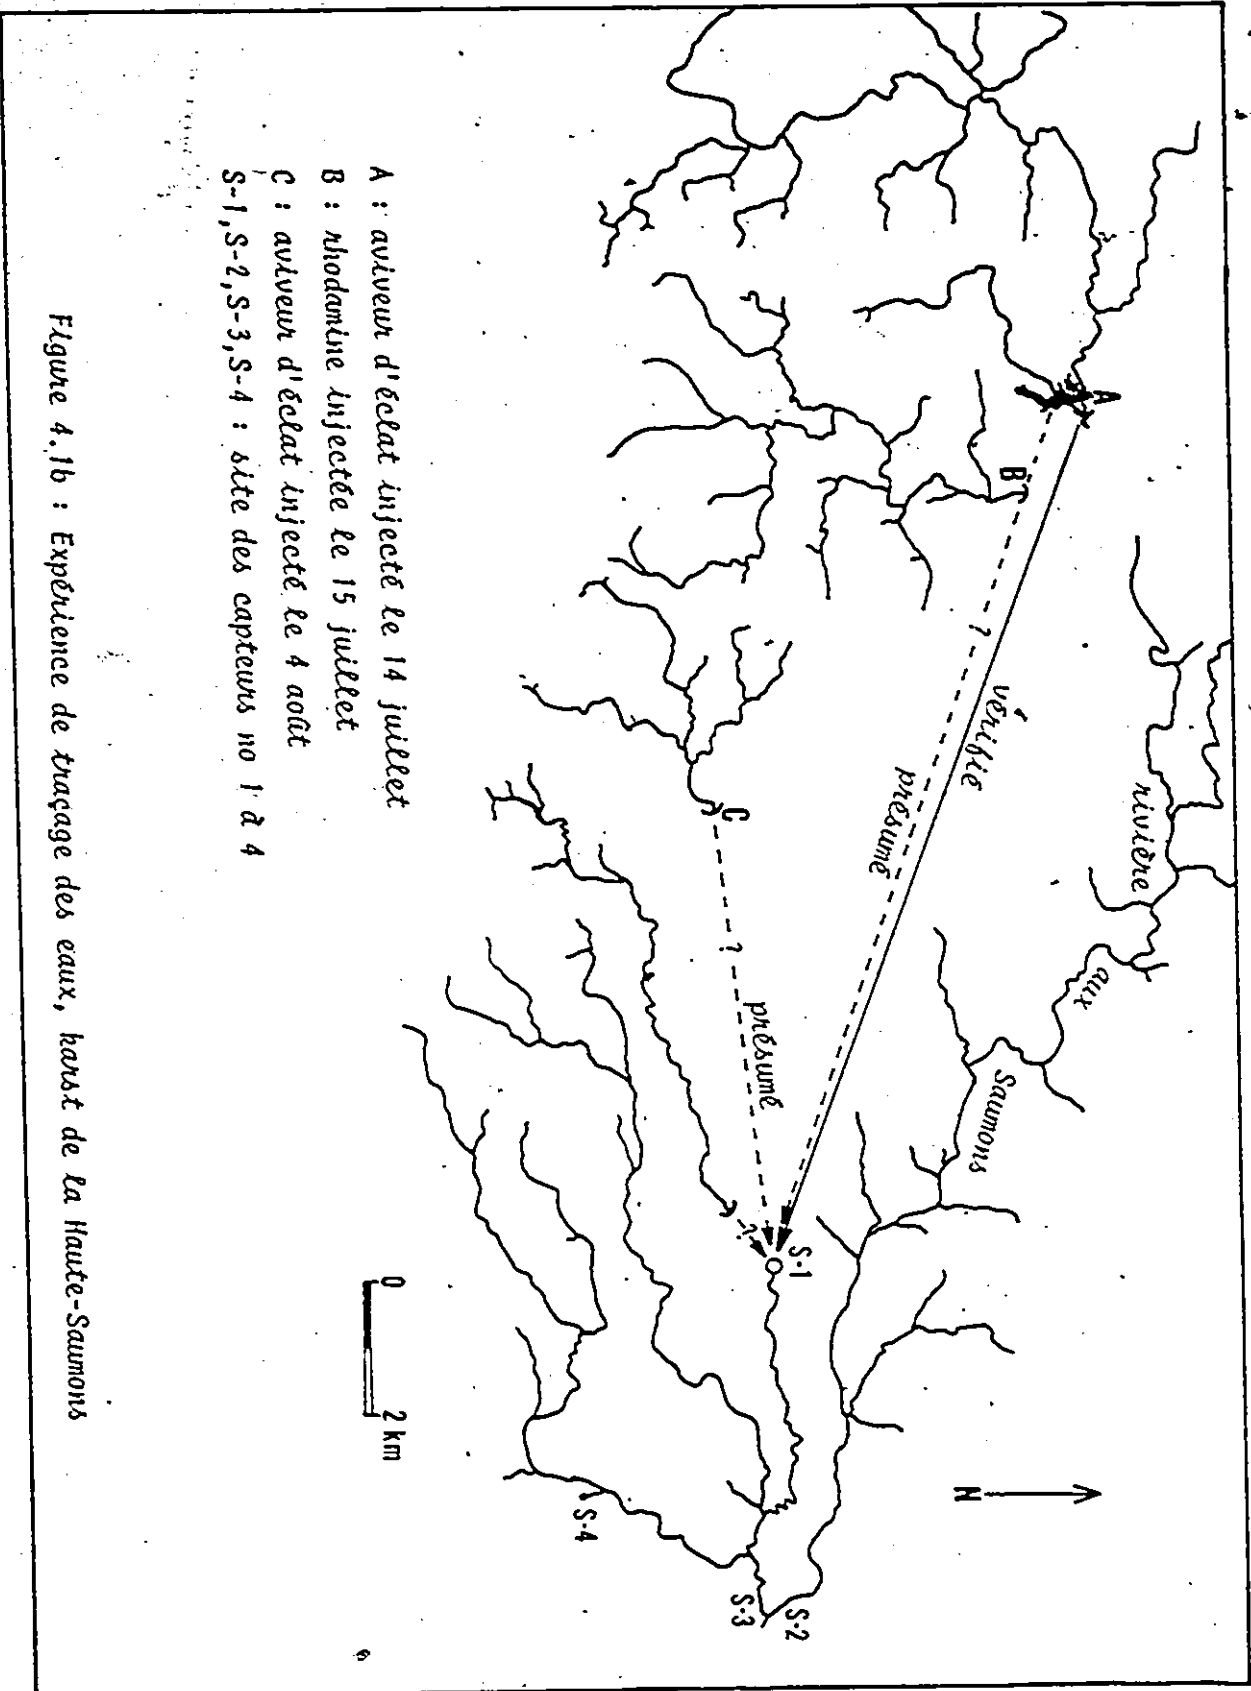 A
B
?
vérifié
présumé
rivière
aux
Saumons
C
?
présumé
?
S-1
N
S-2
S-3
S-4
0 2 km
A : aviveur d'éclat injecté le 14 juillet
B : rhodamine injectée le 15 juillet
C : aviveur d'éclat injecté le 4 août
S-1, S-2, S-3, S-4 : site des capteurs no 1 à 4
Figure 4.1b : Expérience de traçage des eaux, karst de la Haute-Saumons